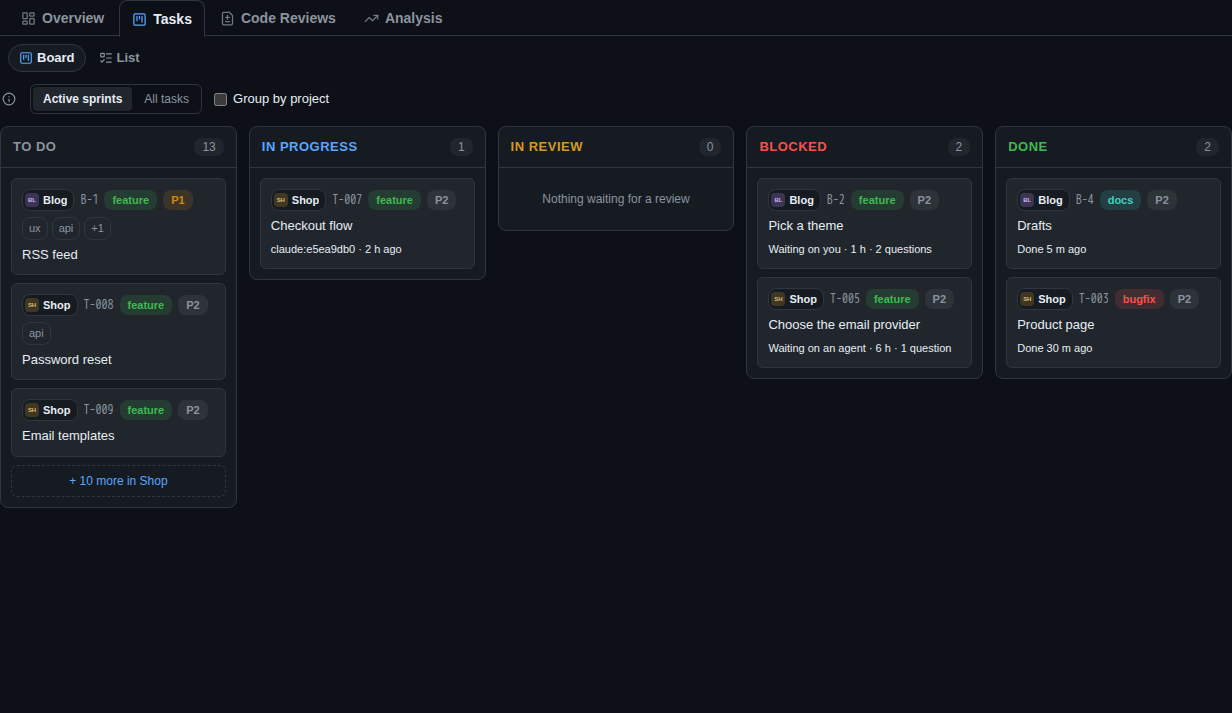 Overview Tasks Code Reviews Analysis
Board List
Active sprints All tasks Group by project
TO DO 13
BL Blog B-1 feature P1
ux api +1
RSS feed
SH Shop T-008 feature P2
api
Password reset
SH Shop T-009 feature P2
Email templates
+ 10 more in Shop
IN PROGRESS 1
SH Shop T-007 feature P2
Checkout flow
claude:e5ea9db0 · 2 h ago
IN REVIEW 0
Nothing waiting for a review
BLOCKED 2
BL Blog B-2 feature P2
Pick a theme
Waiting on you · 1 h · 2 questions
SH Shop T-005 feature P2
Choose the email provider
Waiting on an agent · 6 h · 1 question
DONE 2
BL Blog B-4 docs P2
Drafts
Done 5 m ago
SH Shop T-003 bugfix P2
Product page
Done 30 m ago